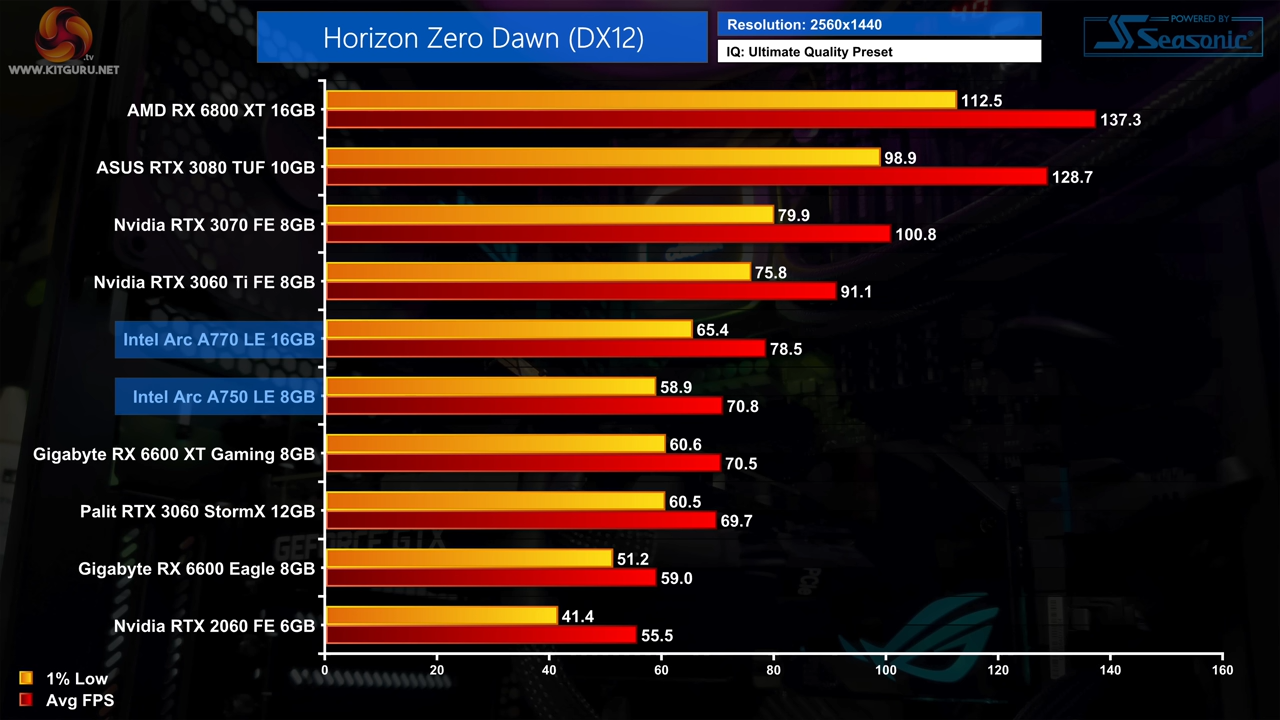 .tv
WWW.KITGURU.NET
Horizon Zero Dawn (DX12)
Resolution: 2560x1440
IQ: Ultimate Quality Preset
POWERED BY
Seasonic
AMD RX 6800 XT 16GB
112.5
137.3
ASUS RTX 3080 TUF 10GB
98.9
128.7
Nvidia RTX 3070 FE 8GB
79.9
100.8
Nvidia RTX 3060 Ti FE 8GB
75.8
91.1
Intel Arc A770 LE 16GB
65.4
78.5
Intel Arc A750 LE 8GB
58.9
70.8
Gigabyte RX 6600 XT Gaming 8GB
60.6
70.5
Palit RTX 3060 StormX 12GB
60.5
69.7
GEFORCE GTX
Gigabyte RX 6600 Eagle 8GB
51.2
59.0
PCIe
Nvidia RTX 2060 FE 6GB
41.4
55.5
0 20 40 60 80 100 120 140 160
1% Low
Avg FPS